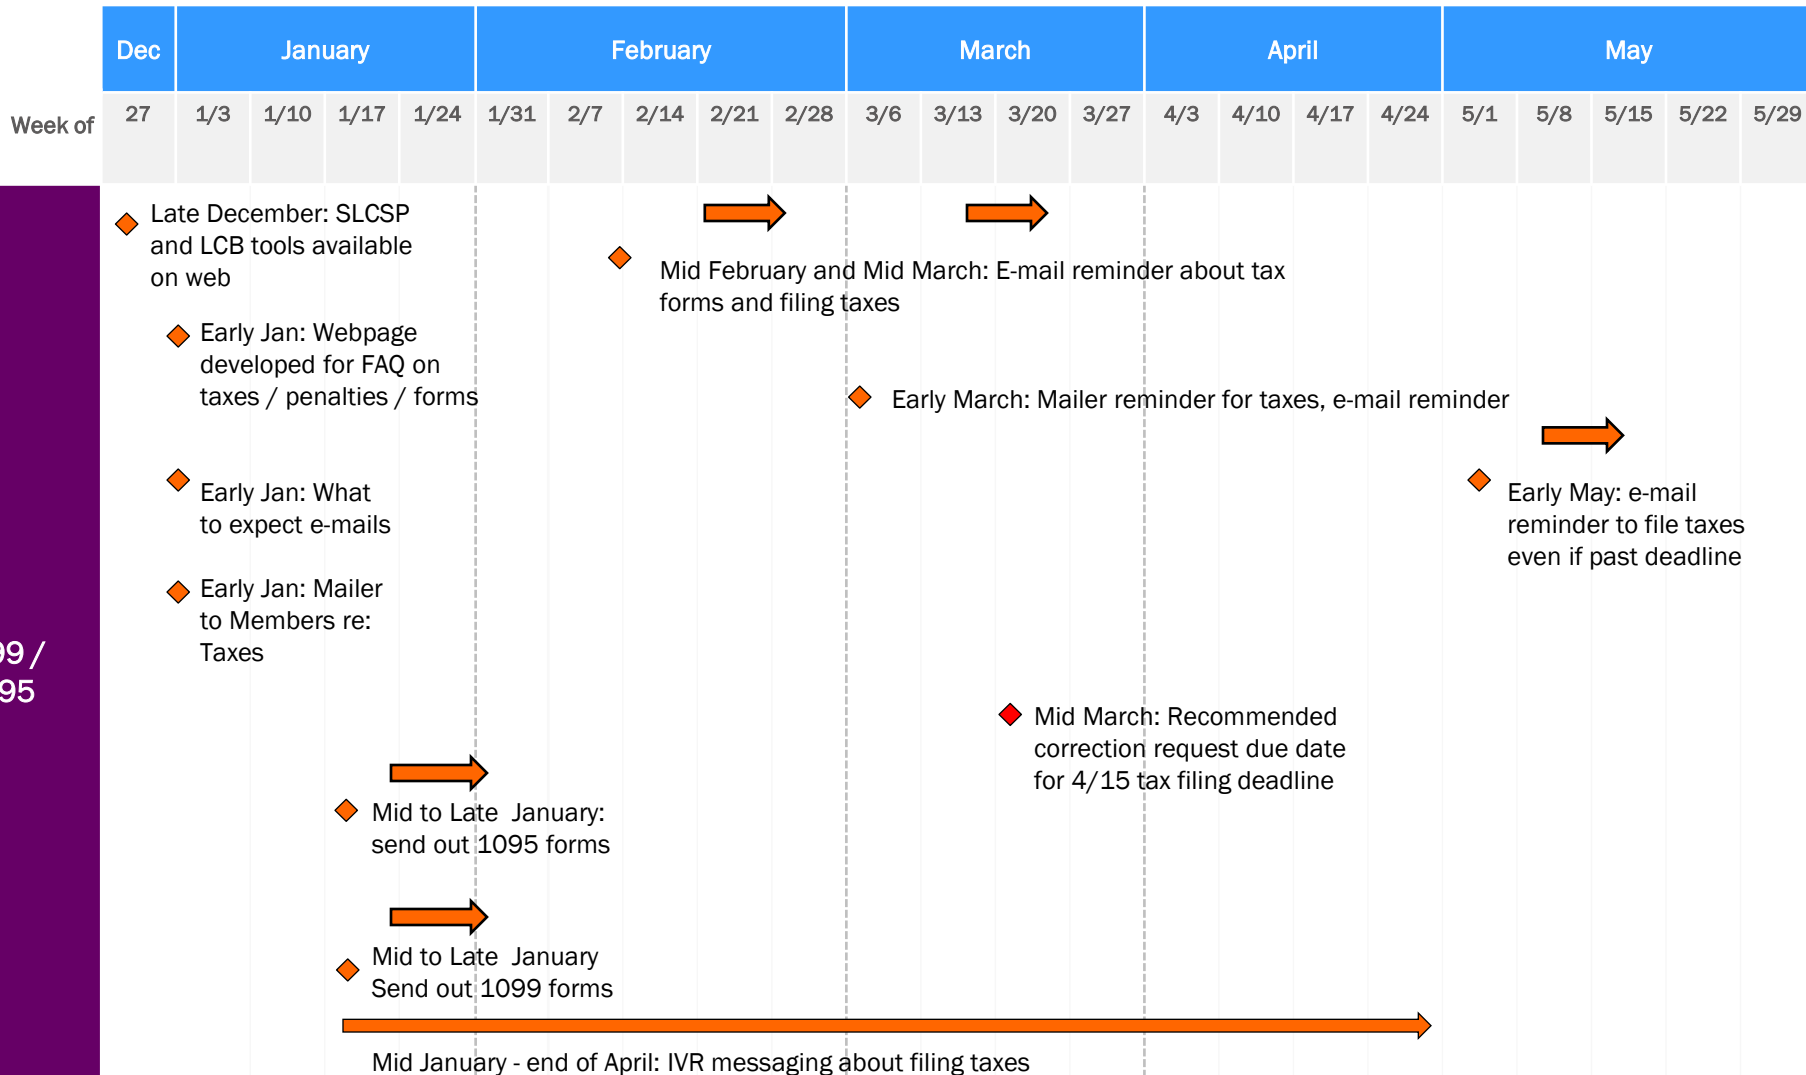 Dec January February March April May
Week of 27 1/3 1/10 1/17 1/24 1/31 2/7 2/14 2/21 2/28 3/6 3/13 3/20 3/27 4/3 4/10 4/17 4/24 5/1 5/8 5/15 5/22 5/29
Late December: SLCSP
and LCB tools available
on web
Mid February and Mid March: E-mail reminder about tax
forms and filing taxes
Early Jan: Webpage
developed for FAQ on
taxes / penalties / forms
Early March: Mailer reminder for taxes, e-mail reminder
Early Jan: What
to expect e-mails
Early May: e-mail
reminder to file taxes
even if past deadline
Early Jan: Mailer
to Members re:
Taxes
99 /
95
Mid March: Recommended
correction request due date
for 4/15 tax filing deadline
Mid to Late January:
send out 1095 forms
Mid to Late January
Send out 1099 forms
Mid January - end of April: IVR messaging about filing taxes